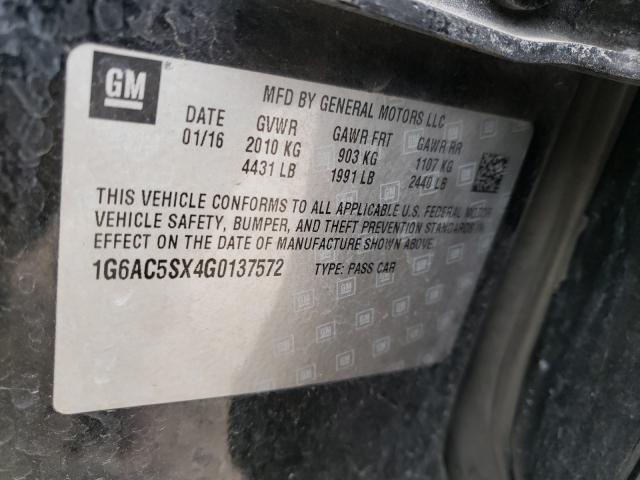 GM
MFD BY GENERAL MOTORS LLC
DATE GVWR GAWR FRT GAWR RR
01/16 2010 KG 903 KG 1107 KG
4431 LB 1991 LB 2440 LB
THIS VEHICLE CONFORMS TO ALL APPLICABLE U.S. FEDERAL MOTOR
VEHICLE SAFETY, BUMPER, AND THEFT PREVENTION STANDARDS IN
EFFECT ON THE DATE OF MANUFACTURE SHOWN ABOVE.
1G6AC5SX4G0137572 TYPE: PASS CAR